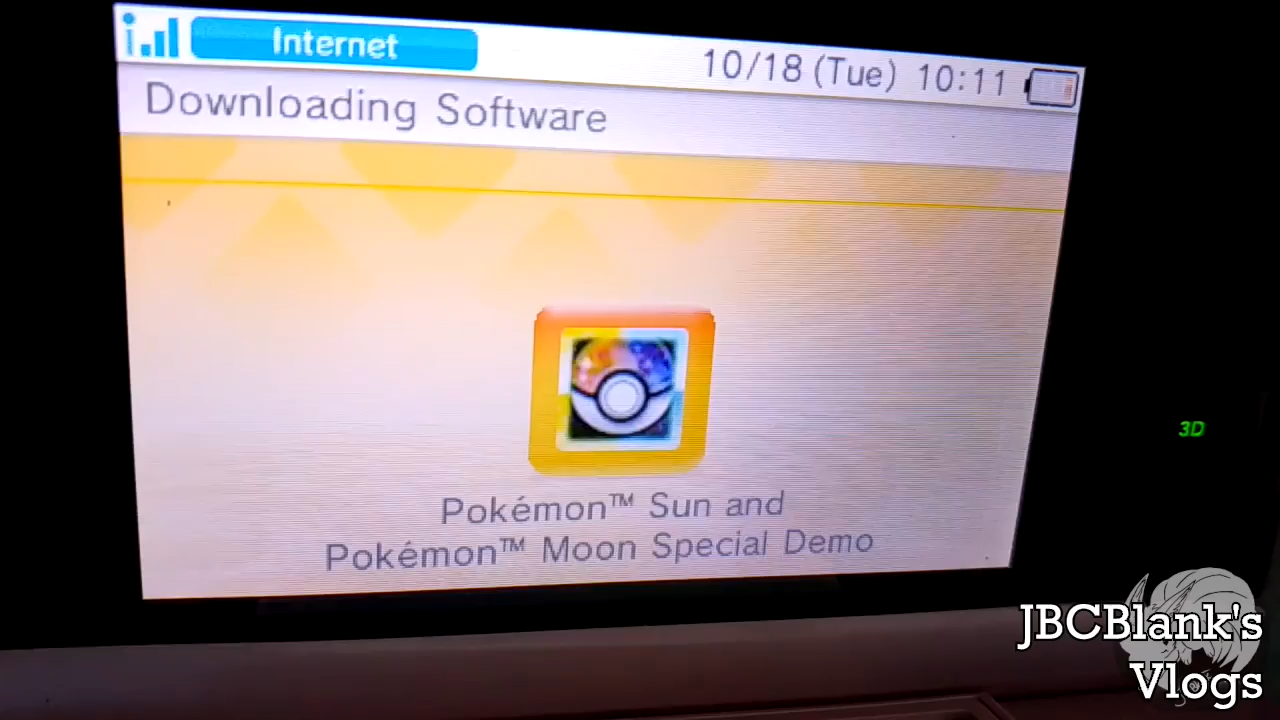 Internet
10/18 (Tue) 10:11
Downloading Software
3D
Pokémon™ Sun and
Pokémon™ Moon Special Demo
JBCBlank's
Vlogs